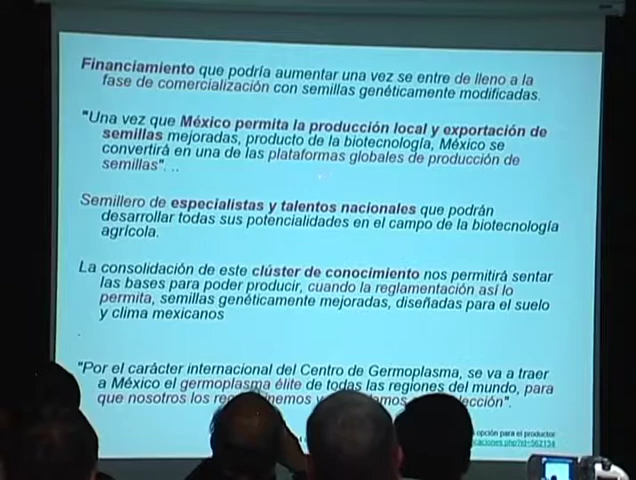 Financiamiento que podría aumentar una vez se entre de lleno a la
fase de comercialización con semillas genéticamente modificadas.
"Una vez que México permita la producción local y exportación de
semillas mejoradas, producto de la biotecnología, México se
convertirá en una de las plataformas globales de producción de
semillas". ..
Semillero de especialistas y talentos nacionales que podrán
desarrollar todas sus potencialidades en el campo de la biotecnología
agrícola.
La consolidación de este clúster de conocimiento nos permitirá sentar
las bases para poder producir, cuando la reglamentación así lo
permita, semillas genéticamente mejoradas, diseñadas para el suelo
y clima mexicanos
"Por el carácter internacional del Centro de Germoplasma, se va a traer
a México el germoplasma élite de todas las regiones del mundo, para
que nosotros los
opción para el productor